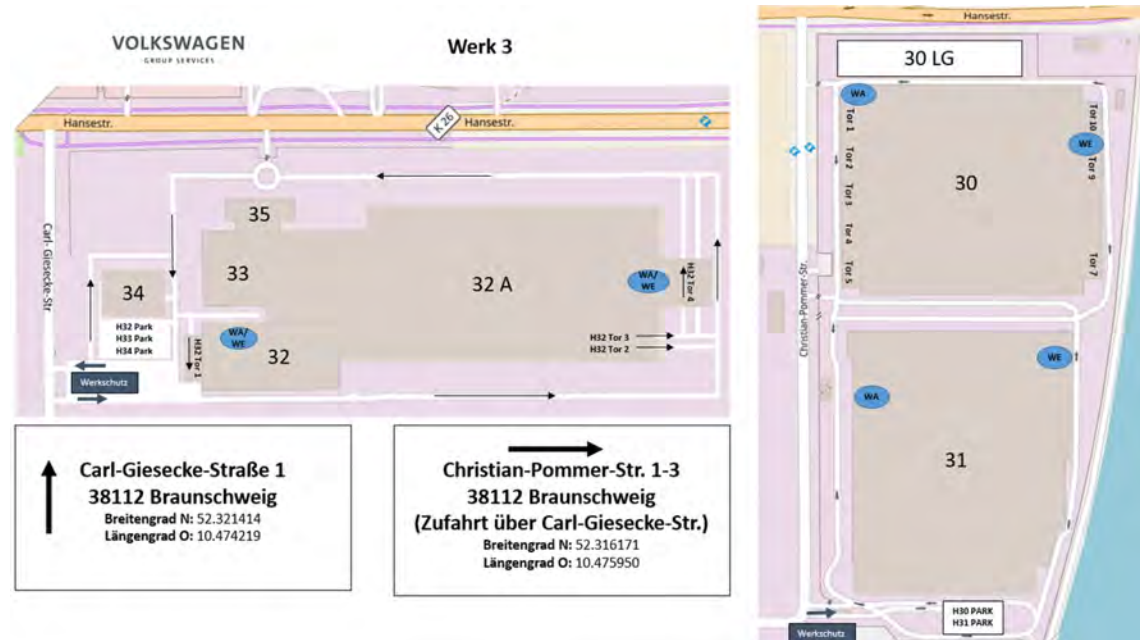 VOLKSWAGEN
GROUP SERVICES
Werk 3
Hansestr.
K 26
Hansestr.
Carl- Giesecke-Str
35
33
34
32 A
32
WA/
WE
WA/
WE
H32 Tor 4
H32 Tor 3
H32 Tor 2
H32 Tor 1
H32 Park
H33 Park
H34 Park
Werkschutz
Carl-Giesecke-Straße 1
38112 Braunschweig
Breitengrad N: 52.321414
Längengrad O: 10.474219
Christian-Pommer-Str. 1-3
38112 Braunschweig
(Zufahrt über Carl-Giesecke-Str.)
Breitengrad N: 52.316171
Längengrad O: 10.475950
Hansestr.
30 LG
WA
Tor 1
Tor 2
Tor 3
Tor 4
Tor 5
30
Tor 10
WE
Tor 9
Tor 7
Christian-Pommer-Str.
WE
WA
31
H30 PARK
H31 PARK
Werkschutz